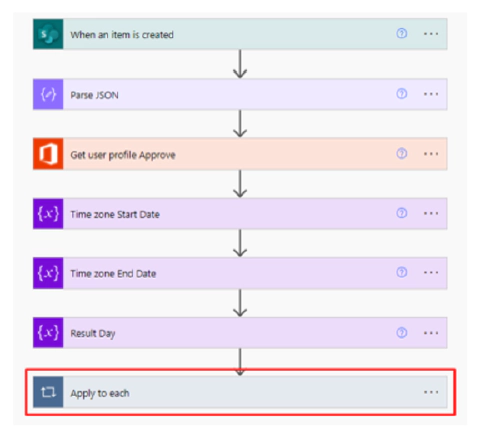 When an item is created
Parse JSON
Get user profile Approve
{x} Time zone Start Date
{x} Time zone End Date
{x} Result Day
Apply to each